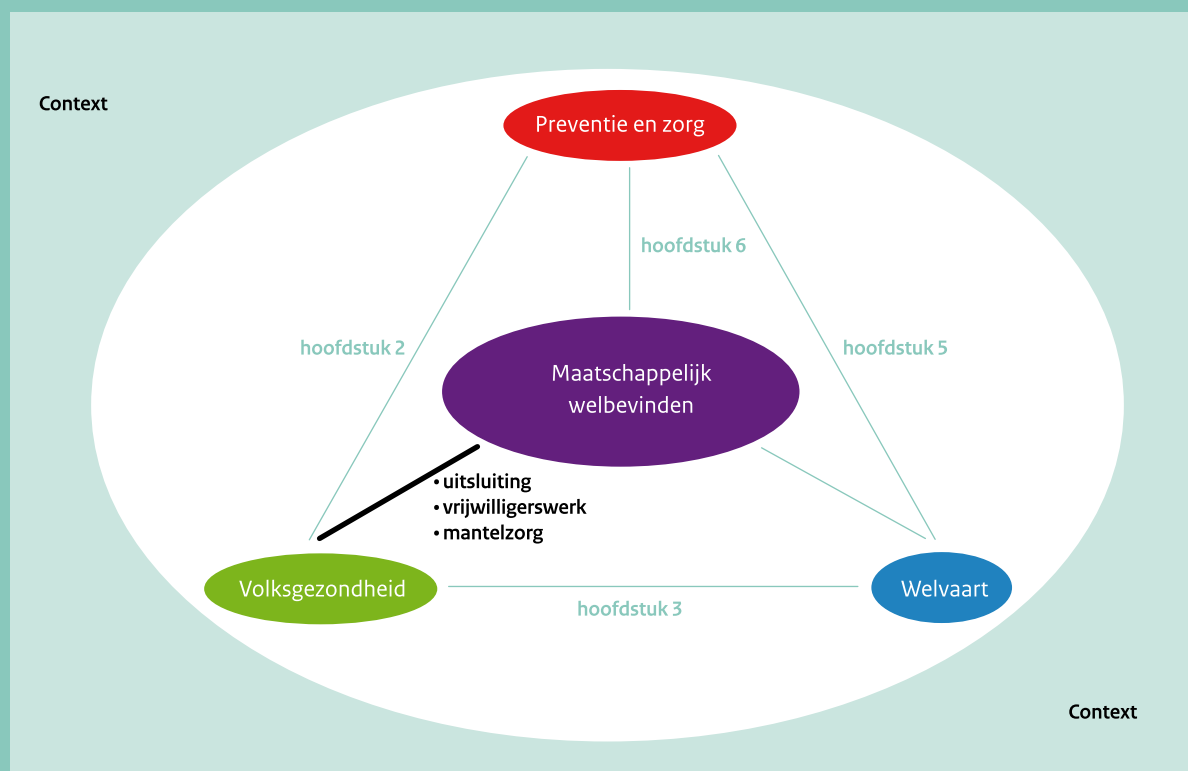 Context
Preventie en zorg
hoofdstuk 6
hoofdstuk 2
hoofdstuk 5
Maatschappelijk
welbevinden
• uitsluiting
• vrijwilligerswerk
• mantelzorg
Volksgezondheid
Welvaart
hoofdstuk 3
Context